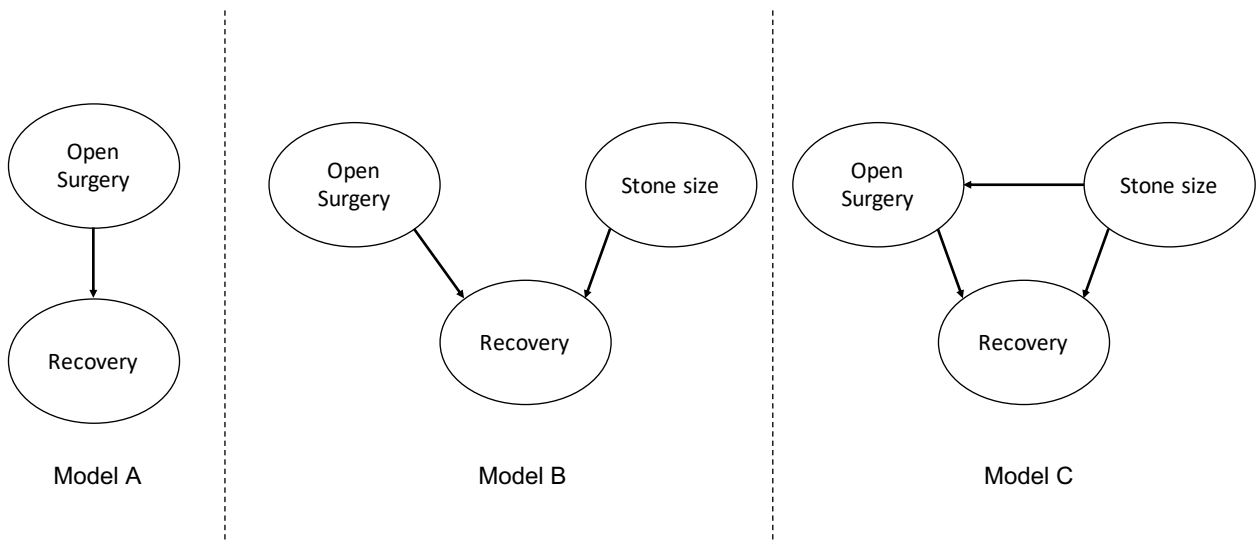 Open
Surgery
Recovery
Model A
Open
Surgery
Stone size
Recovery
Model B
Open
Surgery
Stone size
Recovery
Model C